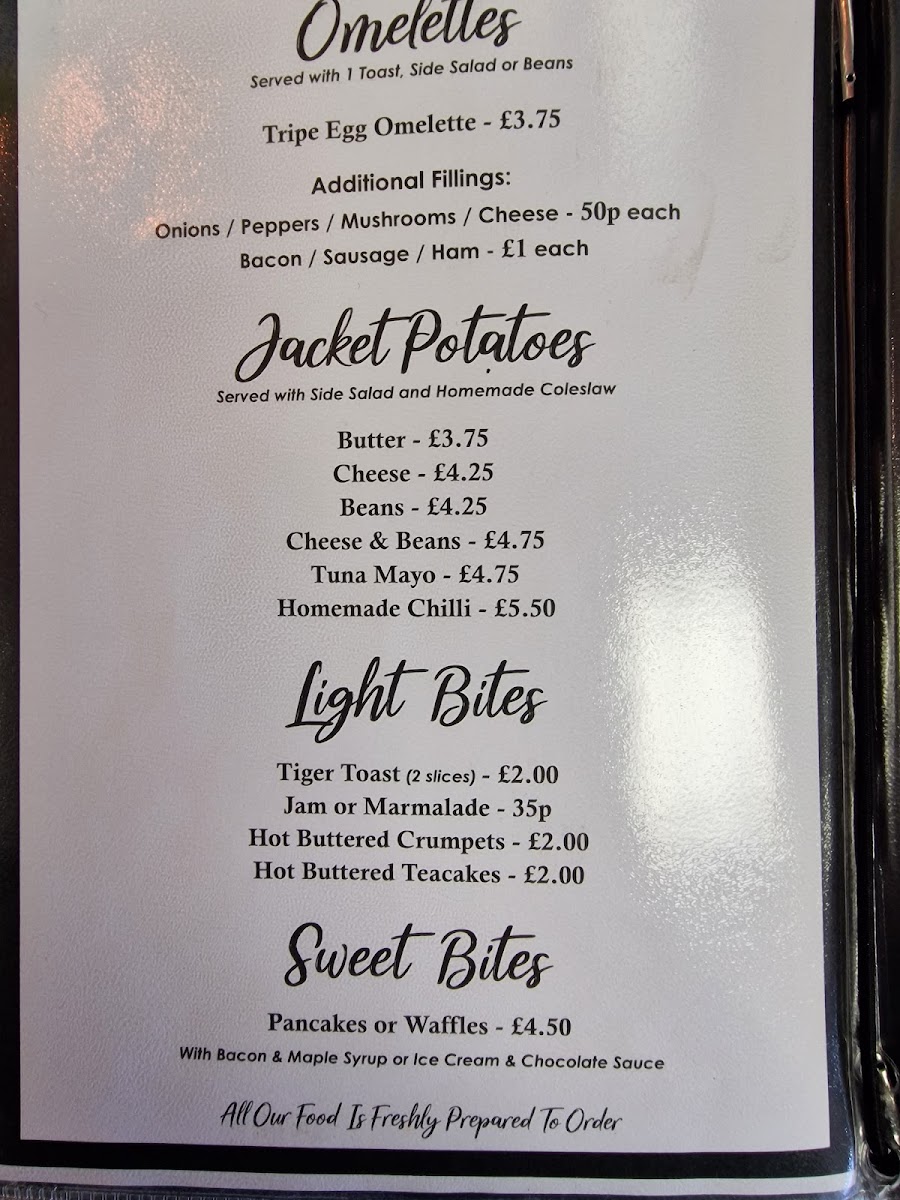 Omelettes
Served with 1 Toast, Side Salad or Beans
Tripe Egg Omelette - £3.75
Additional Fillings:
Onions / Peppers / Mushrooms / Cheese - 50p each
Bacon / Sausage / Ham - £1 each
Jacket Potatoes
Served with Side Salad and Homemade Coleslaw
Butter - £3.75
Cheese - £4.25
Beans - £4.25
Cheese & Beans - £4.75
Tuna Mayo - £4.75
Homemade Chilli - £5.50
Light Bites
Tiger Toast (2 slices) - £2.00
Jam or Marmalade - 35p
Hot Buttered Crumpets - £2.00
Hot Buttered Teacakes - £2.00
Sweet Bites
Pancakes or Waffles - £4.50
With Bacon & Maple Syrup or Ice Cream & Chocolate Sauce
All Our Food Is Freshly Prepared To Order